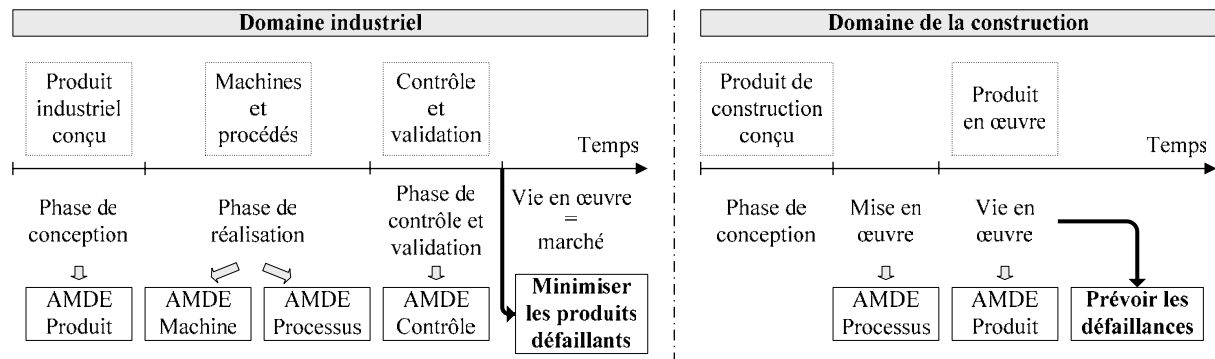 Domaine industriel
Produit
industriel
conçu
Machines
et
procédés
Contrôle
et
validation
Temps
Phase de
conception
Phase de
réalisation
Phase de
contrôle et
validation
Vie en œuvre
=
marché
AMDE
Produit
AMDE
Machine
AMDE
Processus
AMDE
Contrôle
Minimiser
les produits
défaillants
Domaine de la construction
Produit de
construction
conçu
Produit
en œuvre
Temps
Phase de
conception
Mise en
œuvre
Vie en
œuvre
AMDE
Processus
AMDE
Produit
Prévoir les
défaillances